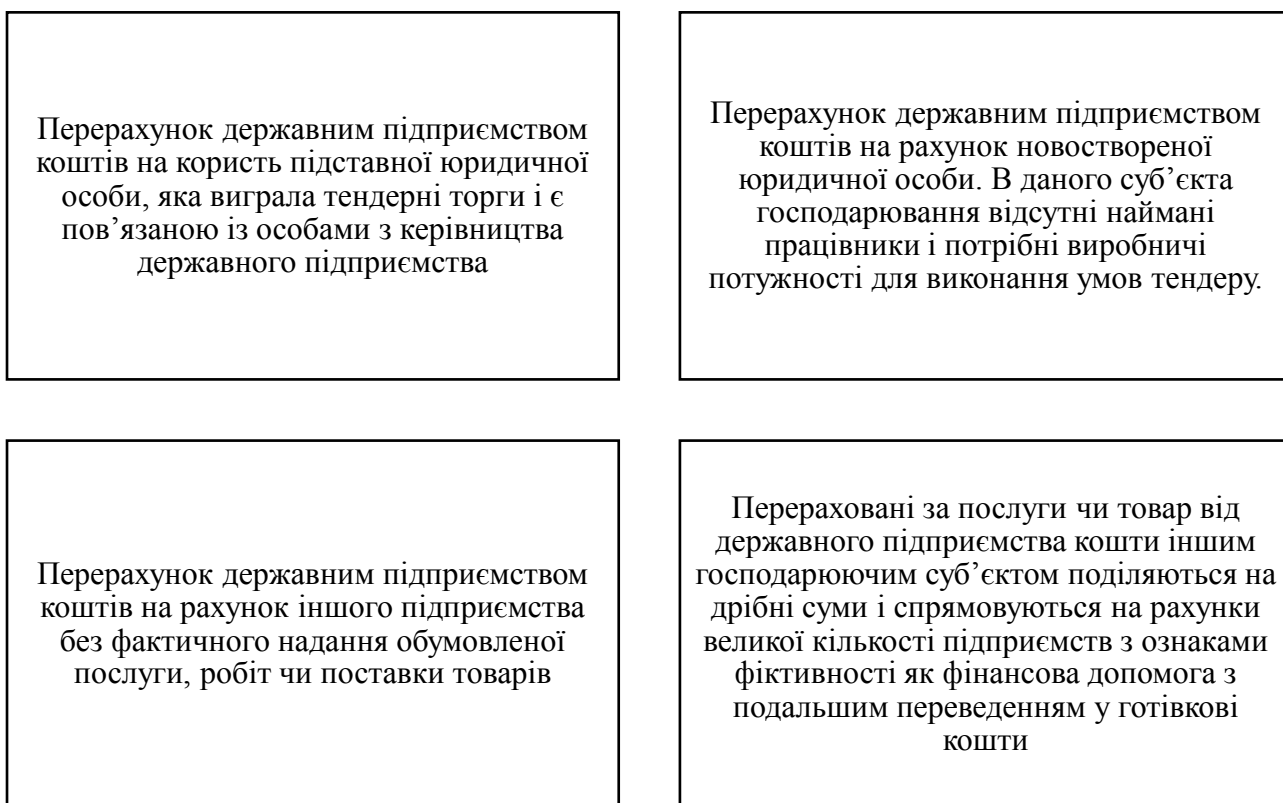 Перерахунок державним підприємством
коштів на користь підставної юридичної
особи, яка виграла тендерні торги і є
пов’язаною із особами з керівництва
державного підприємства
Перерахунок державним підприємством
коштів на рахунок новоствореної
юридичної особи. В даного суб’єкта
господарювання відсутні наймані
працівники і потрібні виробничі
потужності для виконання умов тендеру.
Перерахунок державним підприємством
коштів на рахунок іншого підприємства
без фактичного надання обумовленої
послуги, робіт чи поставки товарів
Перераховані за послуги чи товар від
державного підприємства кошти іншим
господарюючим суб’єктом поділяються на
дрібні суми і спрямовуються на рахунки
великої кількості підприємств з ознаками
фіктивності як фінансова допомога з
подальшим переведенням у готівкові
кошти